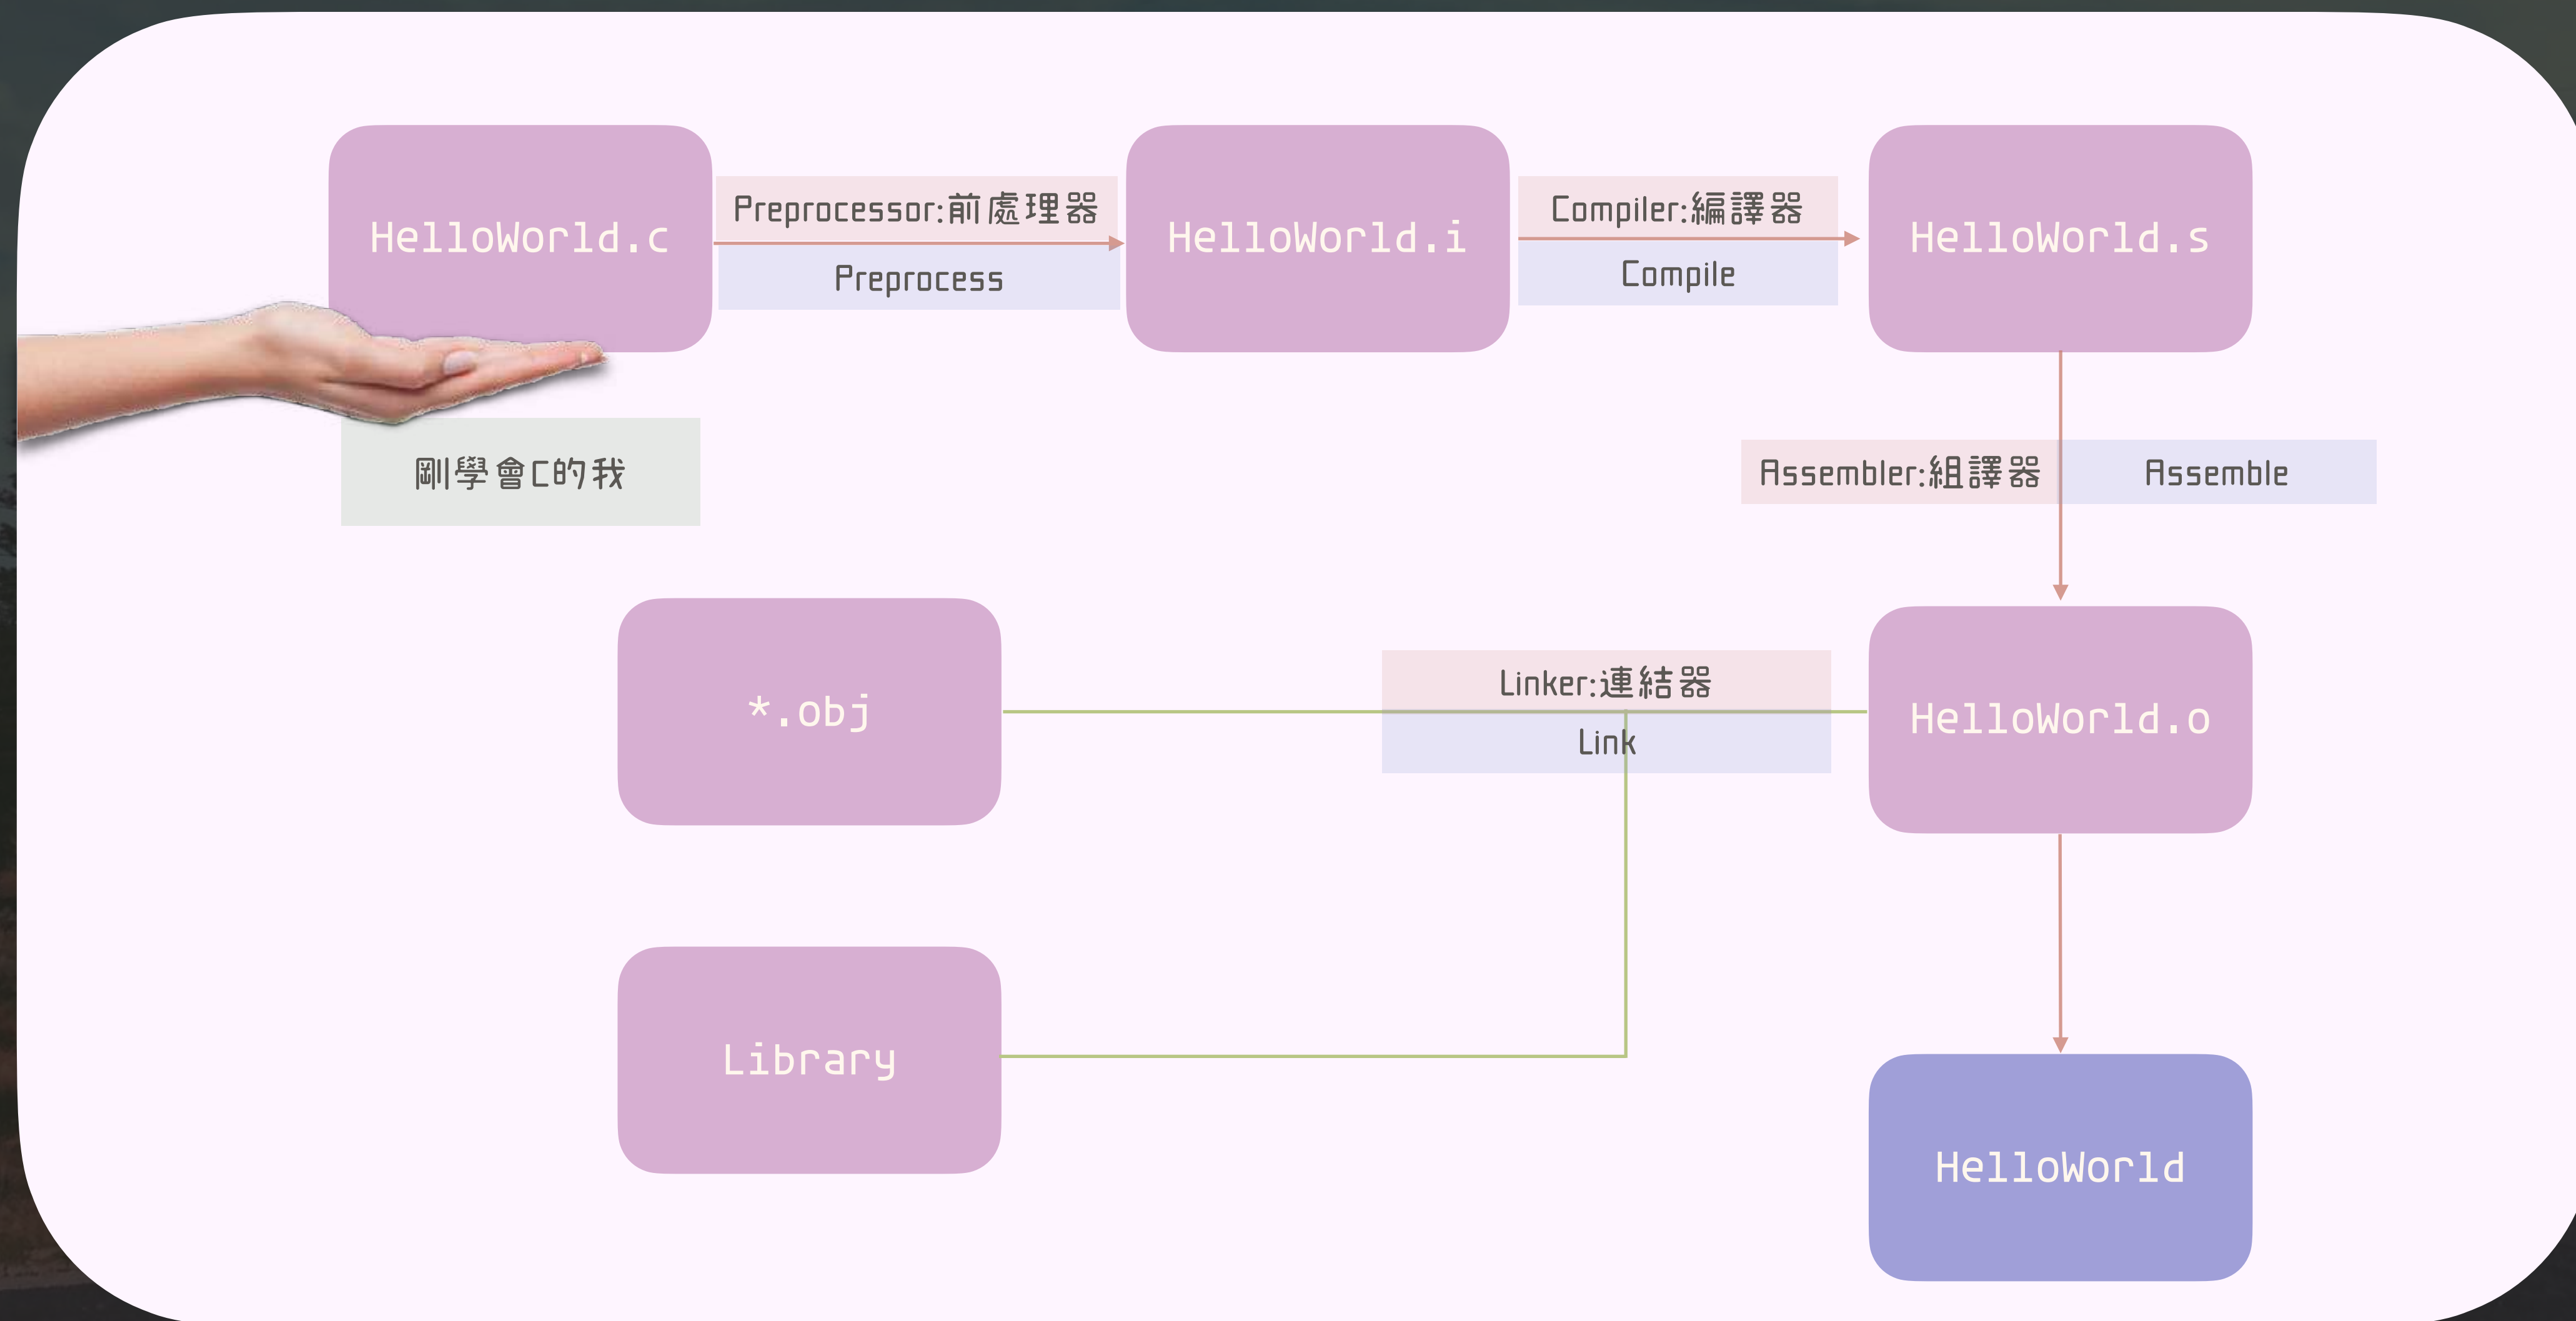 HelloWorld.c
Preprocessor:前處理器
Preprocess
HelloWorld.i
Compiler:編譯器
Compile
HelloWorld.s
剛學會C的我
Assembler:組譯器
Assemble
*.obj
Linker:連結器
Link
HelloWorld.o
Library
HelloWorld